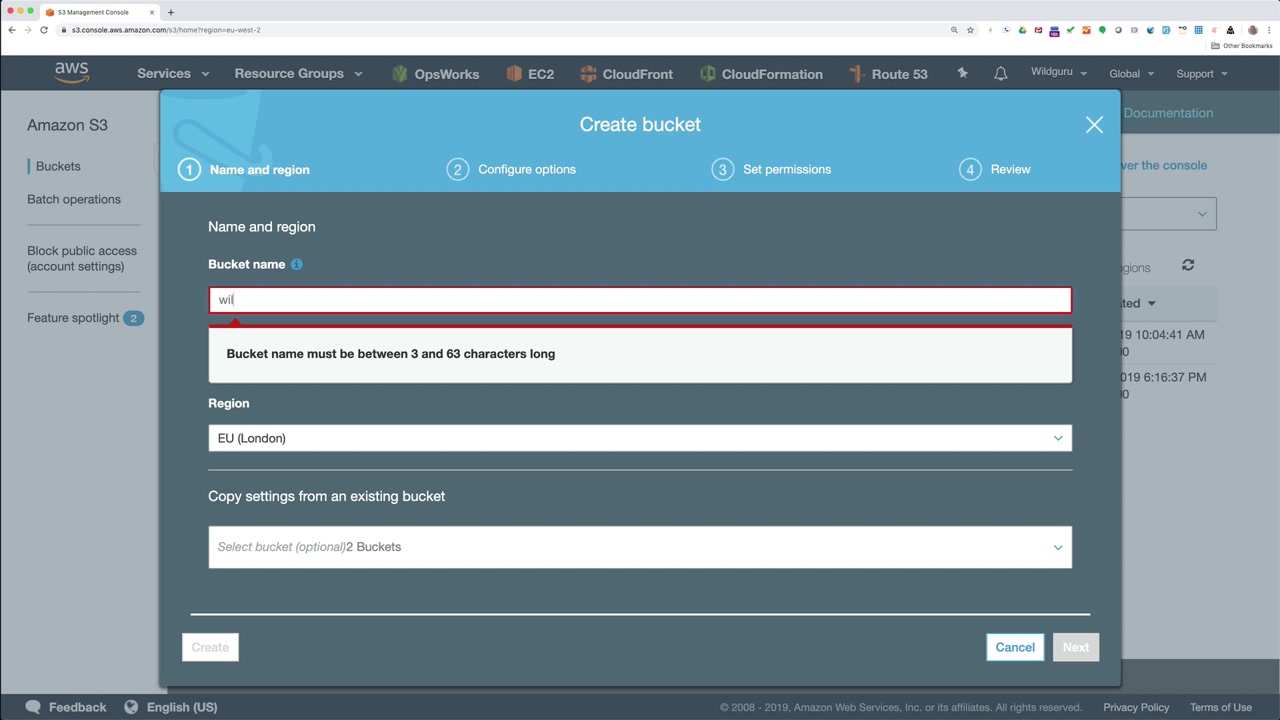 S3 Management Console
s3.console.aws.amazon.com/s3/home?region=eu-west-2
Other Bookmarks
aws
Services
Resource Groups
OpsWorks
EC2
CloudFront
CloudFormation
Route 53
Wildguru
Global
Support
Amazon S3
Buckets
Batch operations
Block public access
(account settings)
Feature spotlight 2
Documentation
ver the console
gions
ted
19 10:04:41 AM
00
019 6:16:37 PM
0
Create bucket
1 Name and region
2 Configure options
3 Set permissions
4 Review
Name and region
Bucket name
wil
Bucket name must be between 3 and 63 characters long
Region
EU (London)
Copy settings from an existing bucket
Select bucket (optional)2 Buckets
Create
Cancel
Next
Feedback
English (US)
© 2008 - 2019, Amazon Web Services, Inc. or its affiliates. All rights reserved.
Privacy Policy
Terms of Use